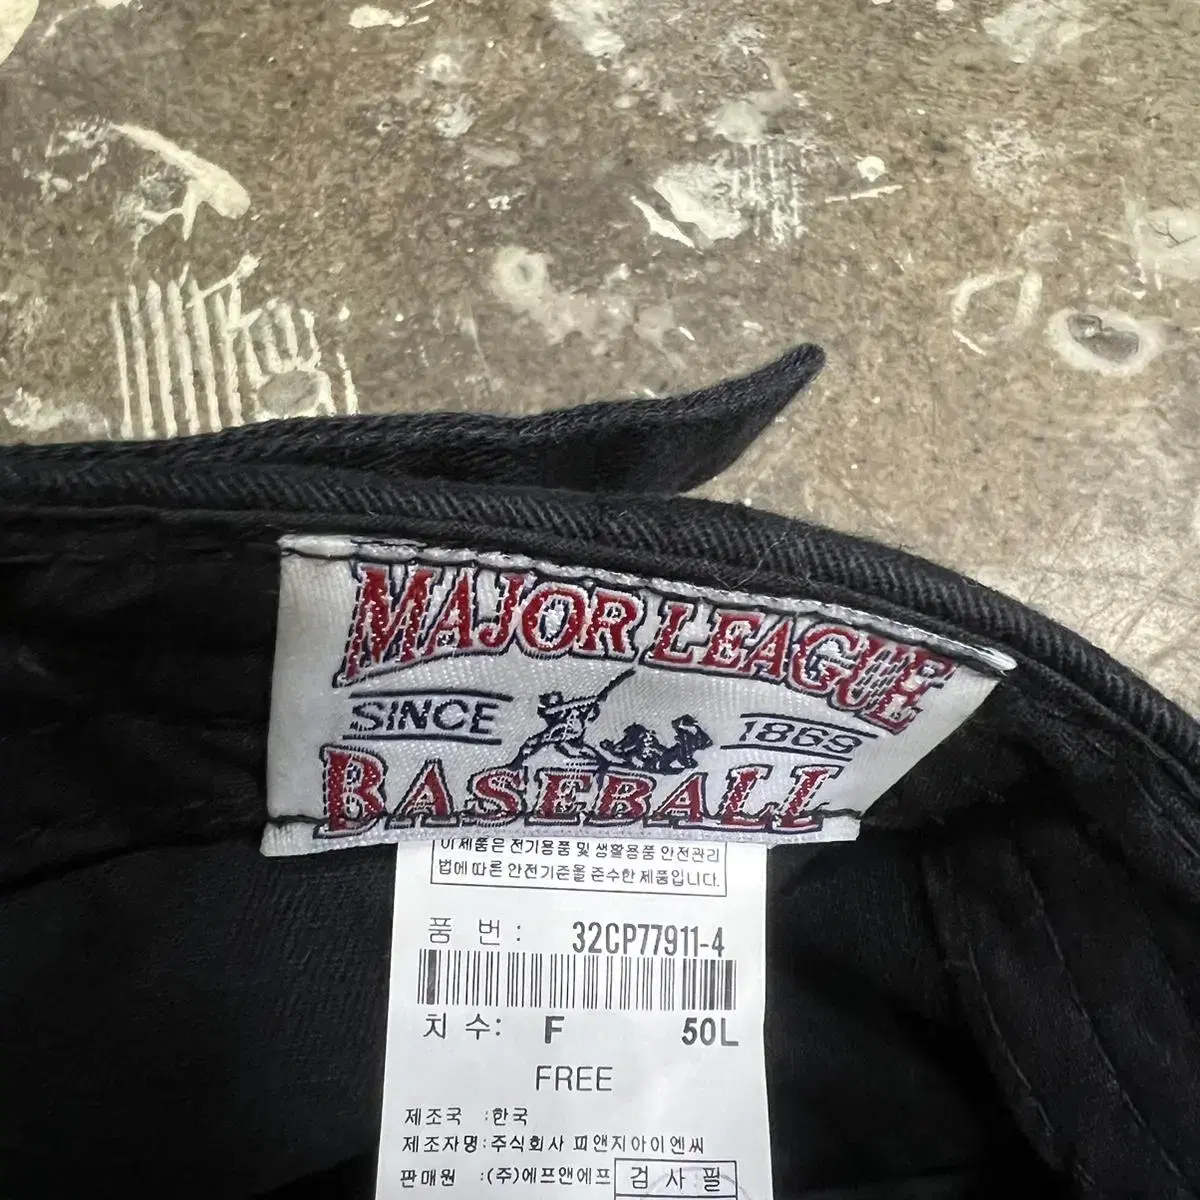 MAJOR LEAGUE
SINCE 1869
BASEBALL
이 제품은 전기용품 및 생활용품 안전관리
법에 따른 안전기준을 준수한 제품입니다.
품 번 : 32CP77911-4
치 수: F 50L
FREE
제조국 :한국
제조자명:주식회사 피앤지아이엔씨
판매원 :(주)에프앤에프 검 사 필